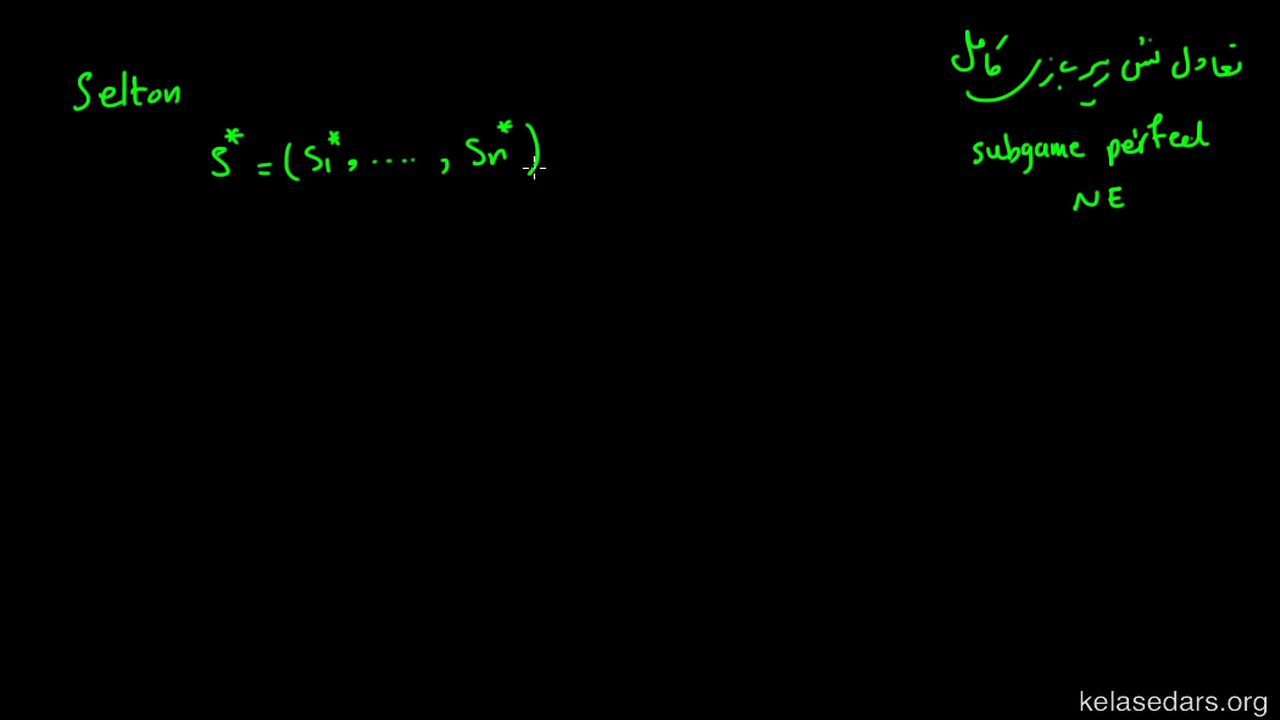 تعادل نش زیر بازی کامل
subgame perfect
NE
Selton
S* = (S1*, ...., Sn*)
kelasedars.org